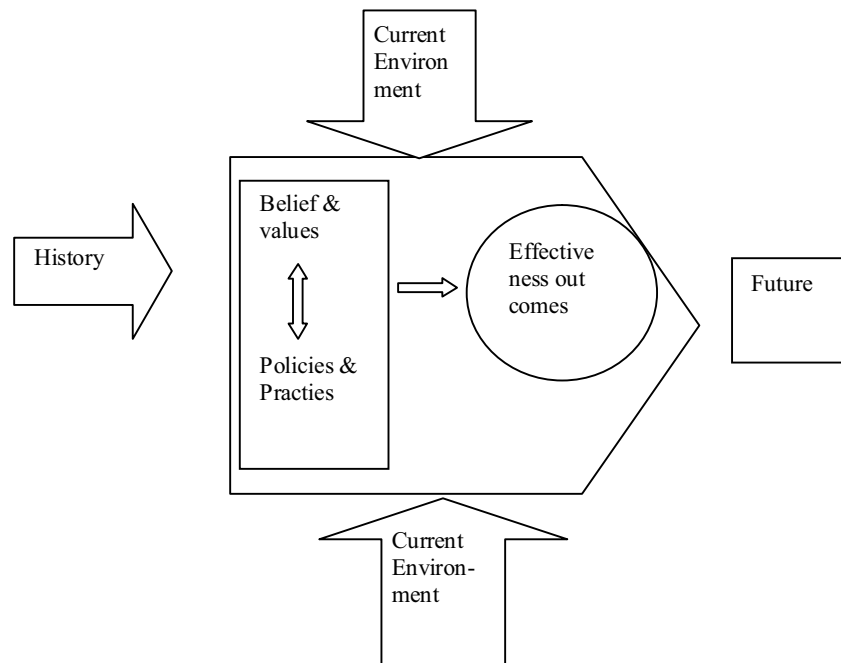 Current
Environ
ment
History
Belief &
values
Policies &
Practies
Effective
ness out
comes
Future
Current
Environ-
ment